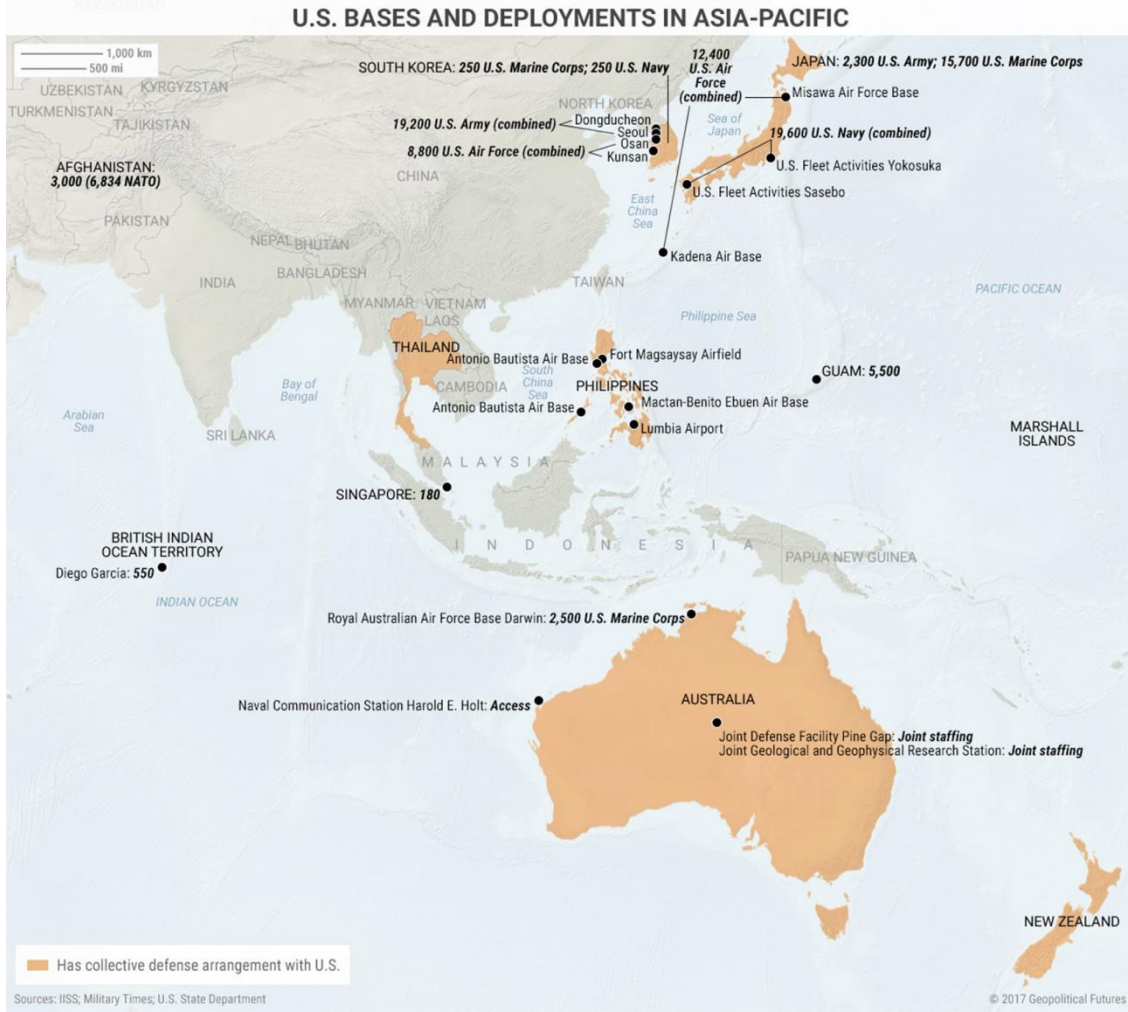 U.S. BASES AND DEPLOYMENTS IN ASIA-PACIFIC
KAZAKHSTAN
1,000 km
500 mi
UZBEKISTAN
KYRGYZSTAN
TURKMENISTAN
TAJIKISTAN
AFGHANISTAN:
3,000 (6,834 NATO)
PAKISTAN
NEPAL
BHUTAN
BANGLADESH
INDIA
MYANMAR
VIETNAM
LAOS
CHINA
SOUTH KOREA: 250 U.S. Marine Corps; 250 U.S. Navy
12,400
U.S. Air
Force
(combined)
JAPAN: 2,300 U.S. Army; 15,700 U.S. Marine Corps
Misawa Air Force Base
NORTH KOREA
Dongducheon
19,200 U.S. Army (combined)
Seoul
Osan
8,800 U.S. Air Force (combined)
Kunsan
Sea of
Japan
19,600 U.S. Navy (combined)
U.S. Fleet Activities Yokosuka
U.S. Fleet Activities Sasebo
East
China
Sea
Kadena Air Base
TAIWAN
PACIFIC OCEAN
Philippine Sea
THAILAND
Antonio Bautista Air Base
Fort Magsaysay Airfield
South
China
Sea
CAMBODIA
PHILIPPINES
GUAM: 5,500
Antonio Bautista Air Base
Mactan-Benito Ebuen Air Base
Lumbia Airport
MARSHALL
ISLANDS
Bay of
Bengal
Arabian
Sea
SRI LANKA
MALAYSIA
SINGAPORE: 180
BRITISH INDIAN
OCEAN TERRITORY
Diego Garcia: 550
INDIAN OCEAN
INDONESIA
PAPUA NEW GUINEA
Royal Australian Air Force Base Darwin: 2,500 U.S. Marine Corps
Naval Communication Station Harold E. Holt: Access
AUSTRALIA
Joint Defense Facility Pine Gap: Joint staffing
Joint Geological and Geophysical Research Station: Joint staffing
NEW ZEALAND
Has collective defense arrangement with U.S.
Sources: IISS; Military Times; U.S. State Department
© 2017 Geopolitical Futures